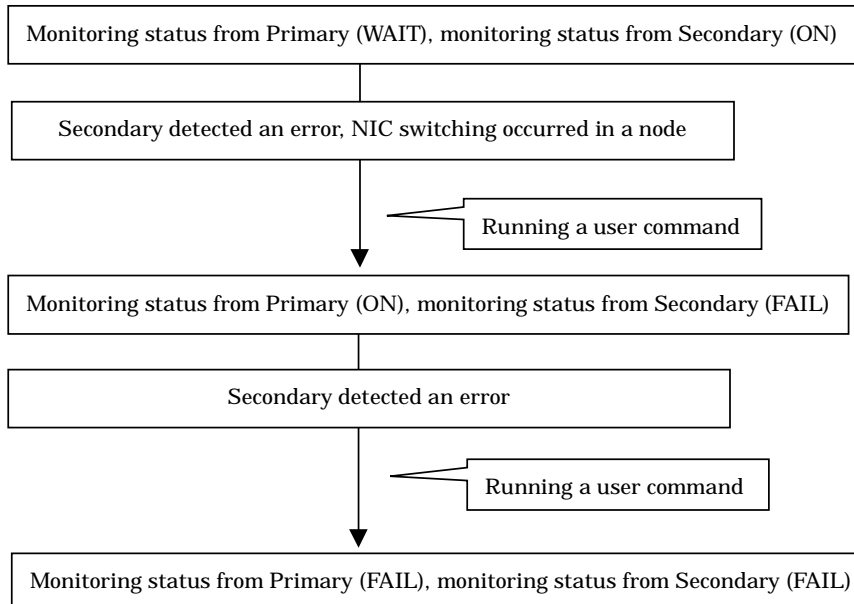 Monitoring status from Primary (WAIT), monitoring status from Secondary (ON)
Secondary detected an error, NIC switching occurred in a node
Running a user command
Monitoring status from Primary (ON), monitoring status from Secondary (FAIL)
Secondary detected an error
Running a user command
Monitoring status from Primary (FAIL), monitoring status from Secondary (FAIL)